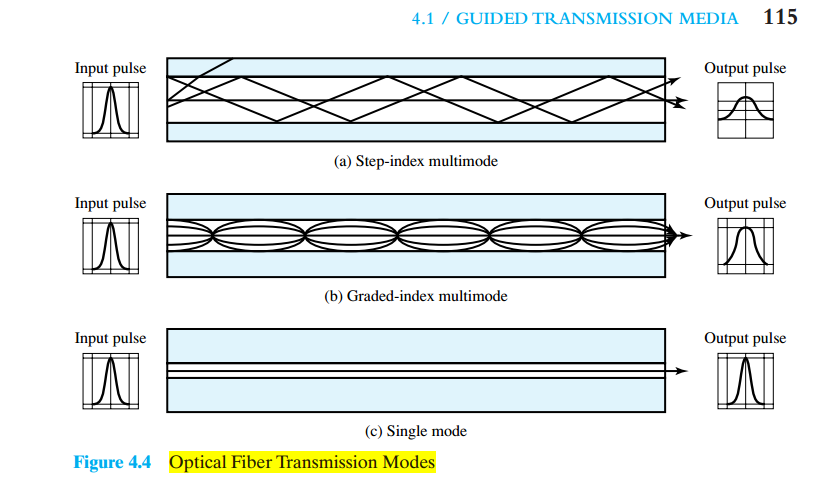 4.1 / GUIDED TRANSMISSION MEDIA 115
Input pulse
Output pulse
(a) Step-index multimode
Input pulse
Output pulse
(b) Graded-index multimode
Input pulse
Output pulse
(c) Single mode
Figure 4.4 Optical Fiber Transmission Modes